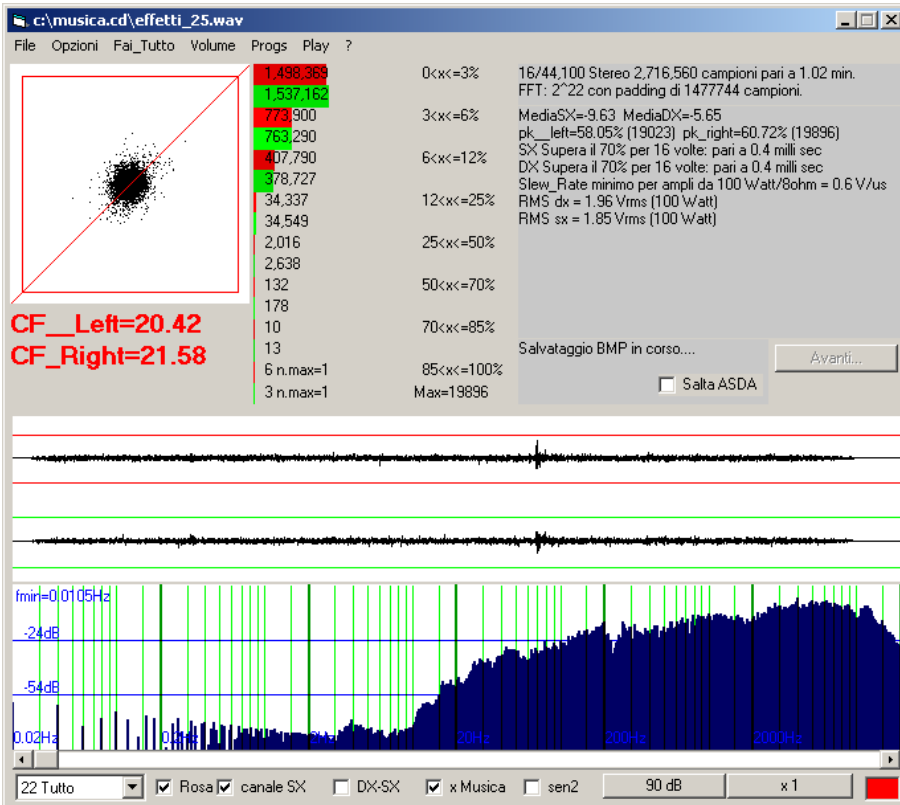 c:\musica.cd\effetti_25.wav
File Opzioni Fai_Tutto Volume Progs Play ?
1,498,369 0<x<=3%
1,537,162
773,900 3<x<=6%
763,290
407,790 6<x<=12%
378,727
34,337 12<x<=25%
34,549
2,016 25<x<=50%
2,638
132 50<x<=70%
178
10 70<x<=85%
13
6 n.max=1 85<x<=100%
3 n.max=1 Max=19896
CF__Left=20.42
CF_Right=21.58
16/44,100 Stereo 2,716,560 campioni pari a 1.02 min.
FFT: 2^22 con padding di 1477744 campioni.
MediaSX=-9.63 MediaDX=-5.65
pk__left=58.05% (19023) pk_right=60.72% (19896)
SX Supera il 70% per 16 volte: pari a 0.4 milli sec
DX Supera il 70% per 16 volte: pari a 0.4 milli sec
Slew_Rate minimo per ampli da 100 Watt/8ohm = 0.6 V/us
RMS dx = 1.96 Vrms (100 Watt)
RMS sx = 1.85 Vrms (100 Watt)
Salvataggio BMP in corso....
Avanti...
Salta ASDA
fmin=0.0105Hz
-24dB
-54dB
0.02Hz 0.2Hz 2Hz 20Hz 200Hz 2000Hz
22 Tutto Rosa canale SX DX-SX x Musica sen2 90 dB x 1